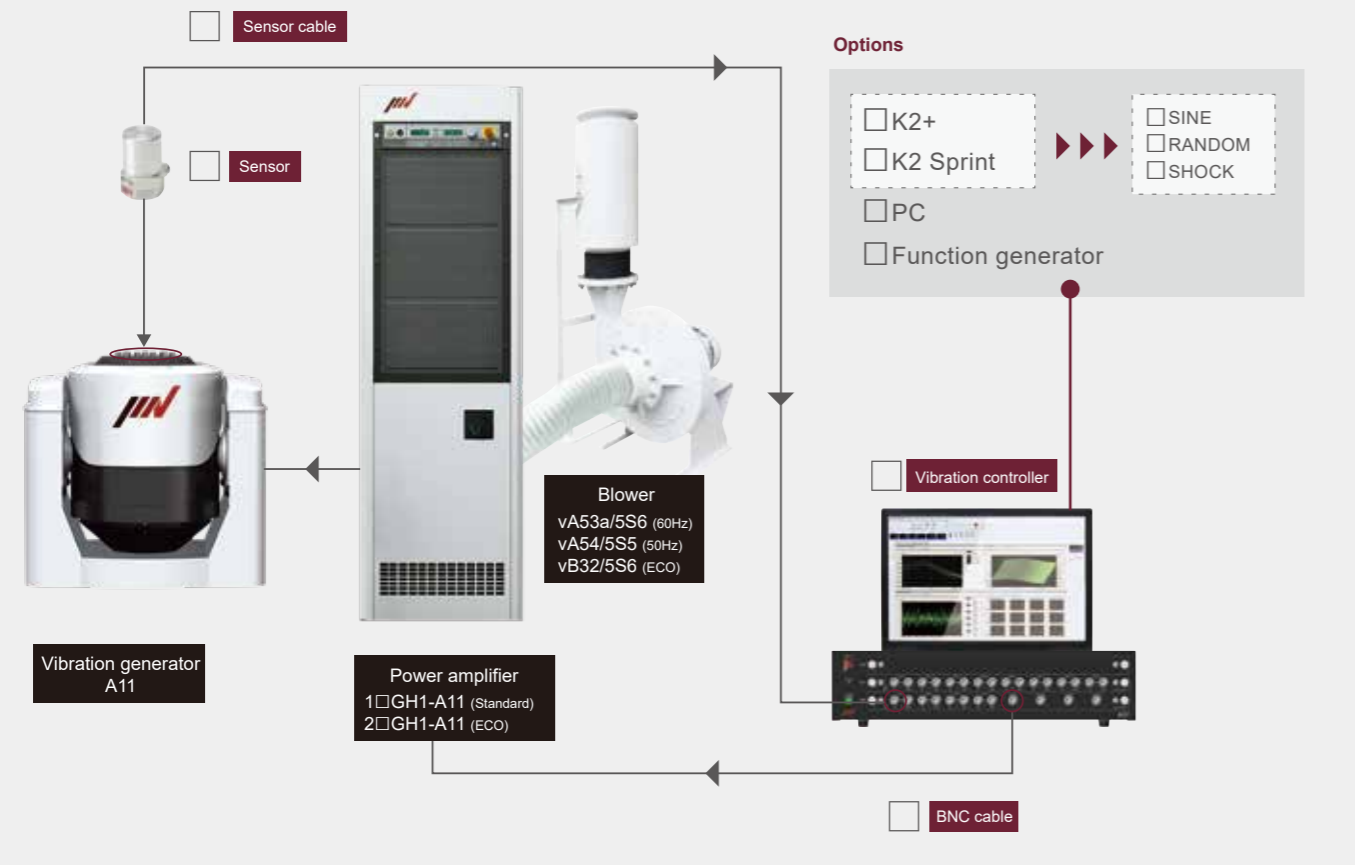 Sensor cable
Options
□K2+
□K2 Sprint
□SINE
□RANDOM
□SHOCK
□PC
□Function generator
Sensor
Vibration controller
Blower
vA53a/5S6 (60Hz)
vA54/5S5 (50Hz)
vB32/5S6 (ECO)
Vibration generator
A11
Power amplifier
1□GH1-A11 (Standard)
2□GH1-A11 (ECO)
BNC cable